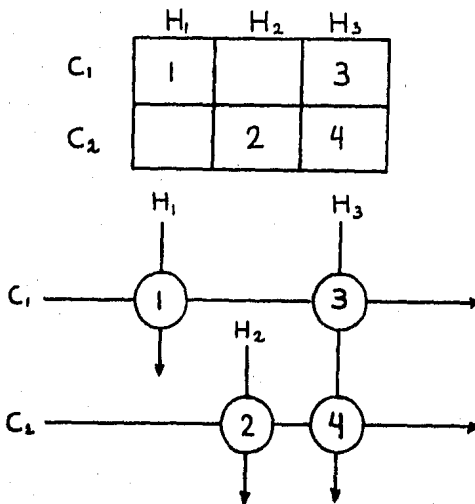 H₁ H₂ H₃
C₁ 1 3
C₂ 2 4
H₁ H₃
C₁ 1 3
H₂
C₂ 2 4